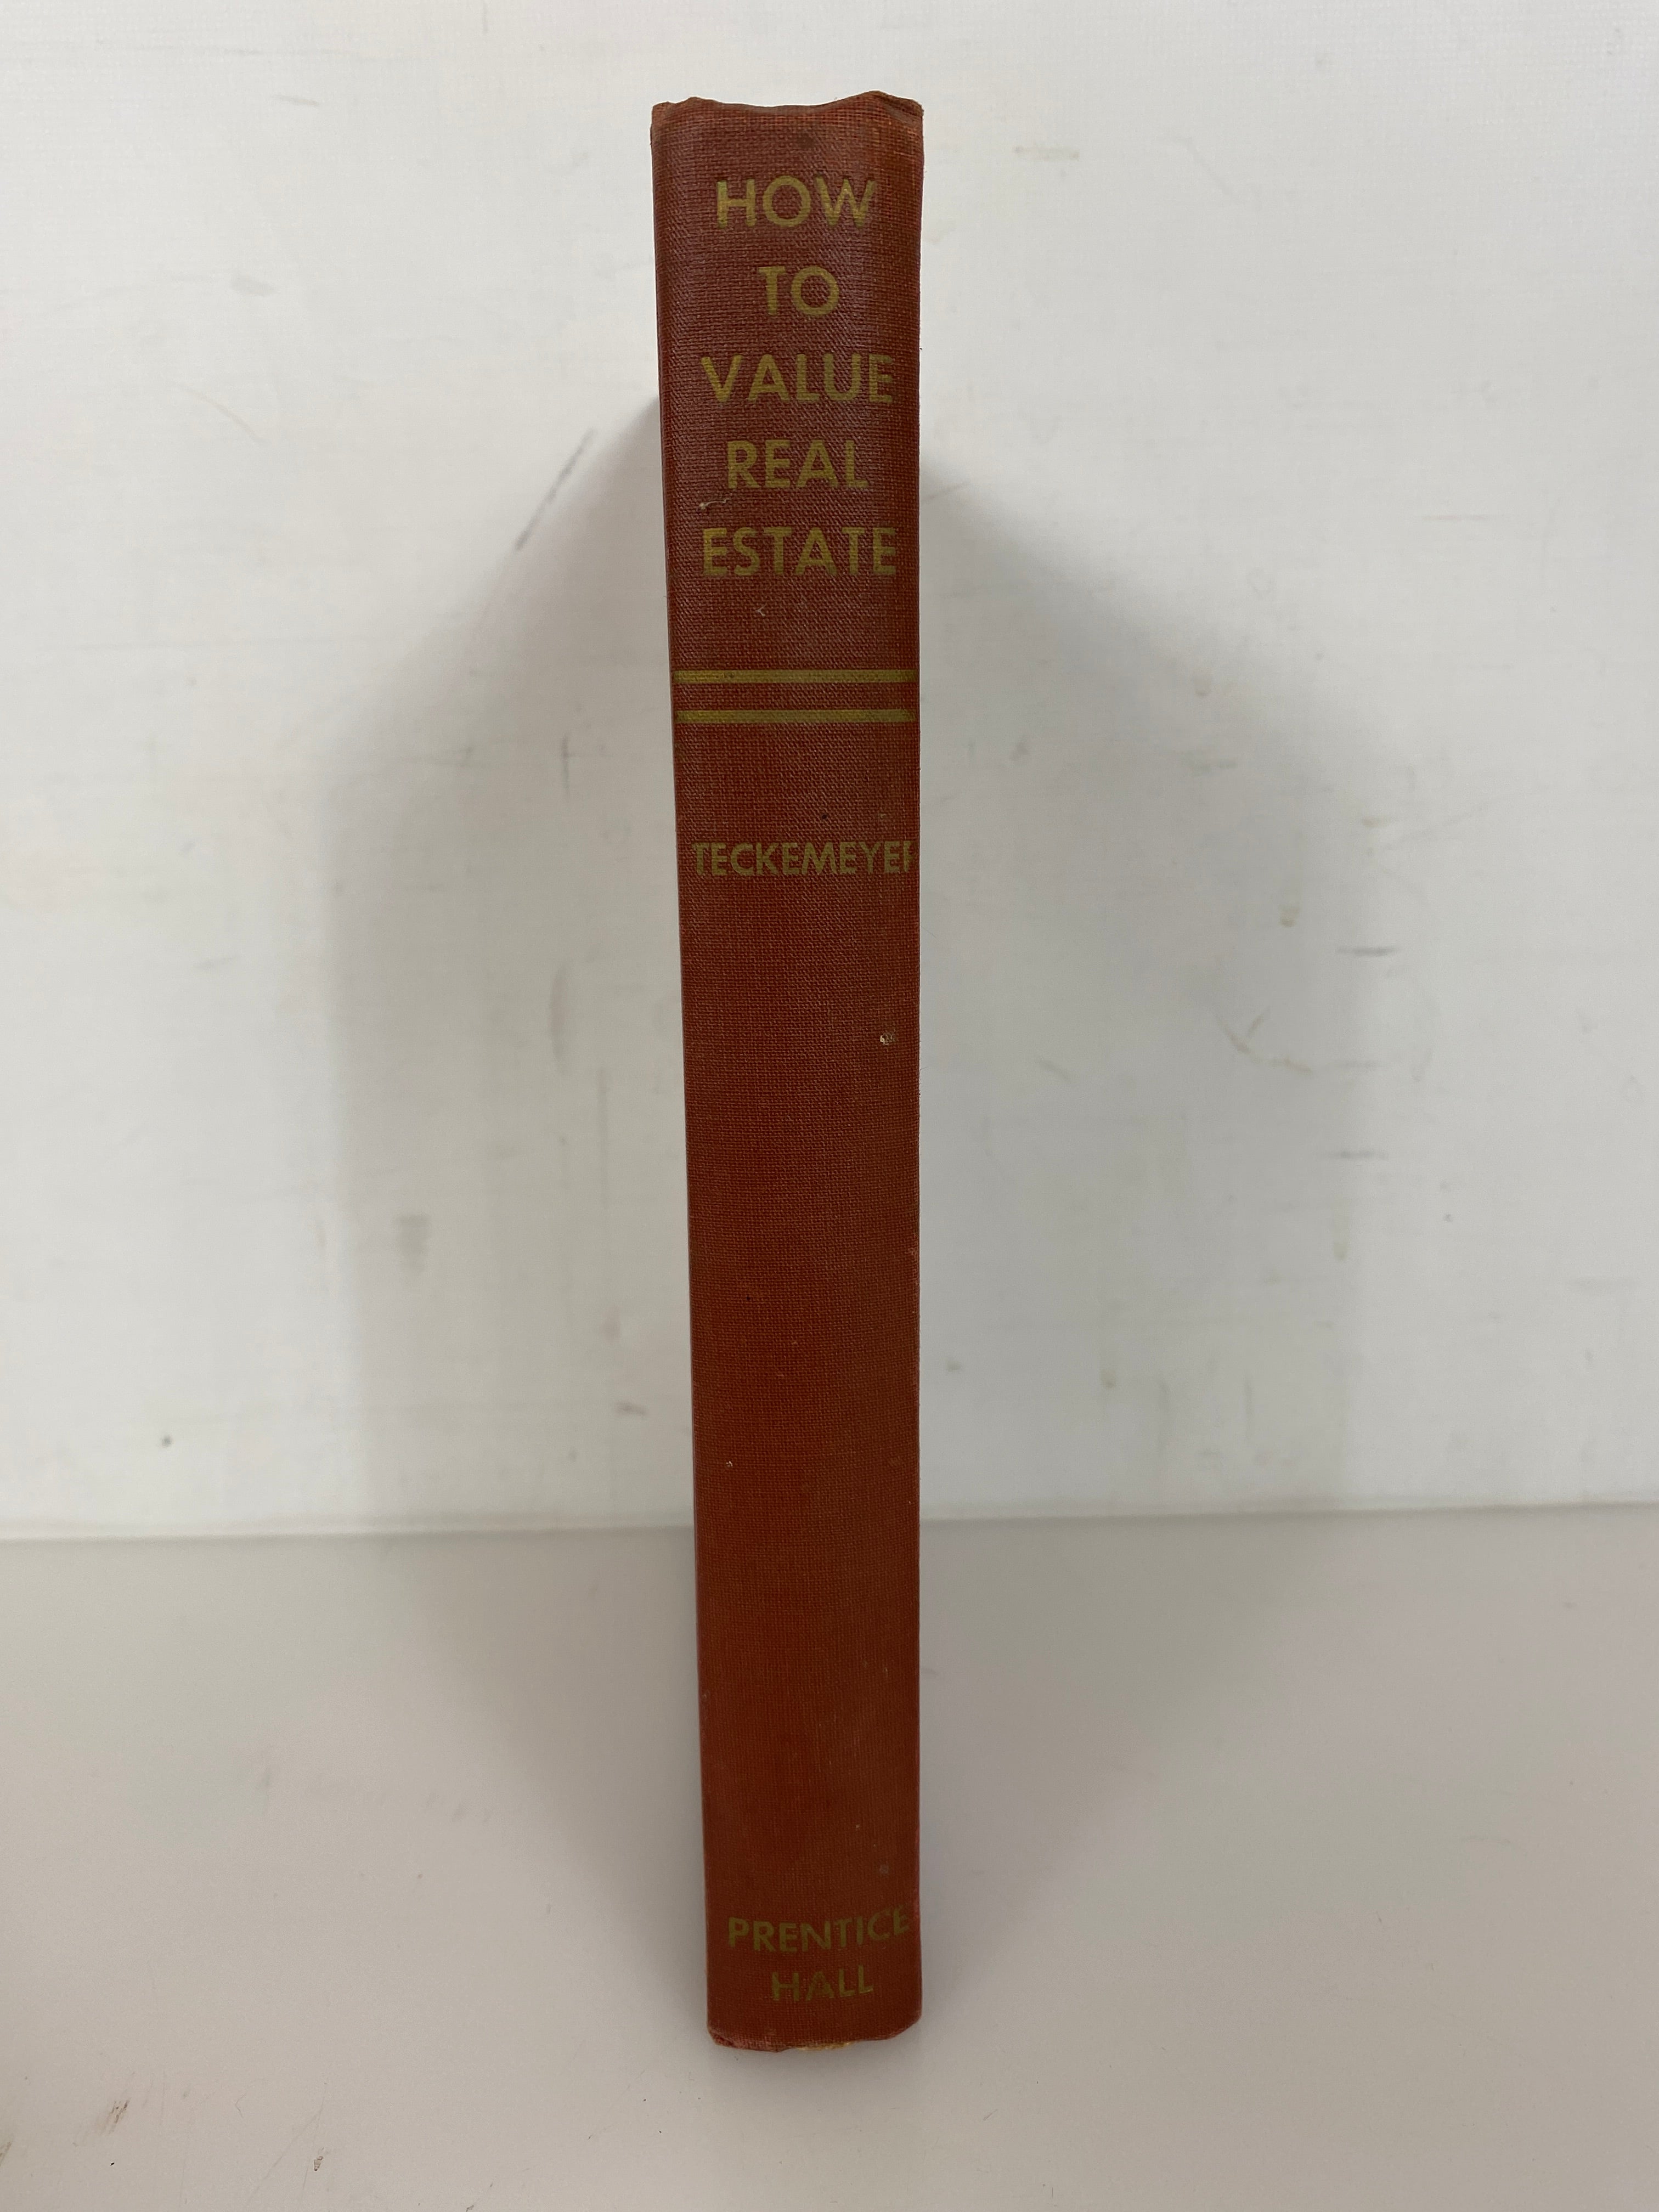 HOW
TO
VALUE
REAL
ESTATE
TECKEMEYER
PRENTICE
HALL